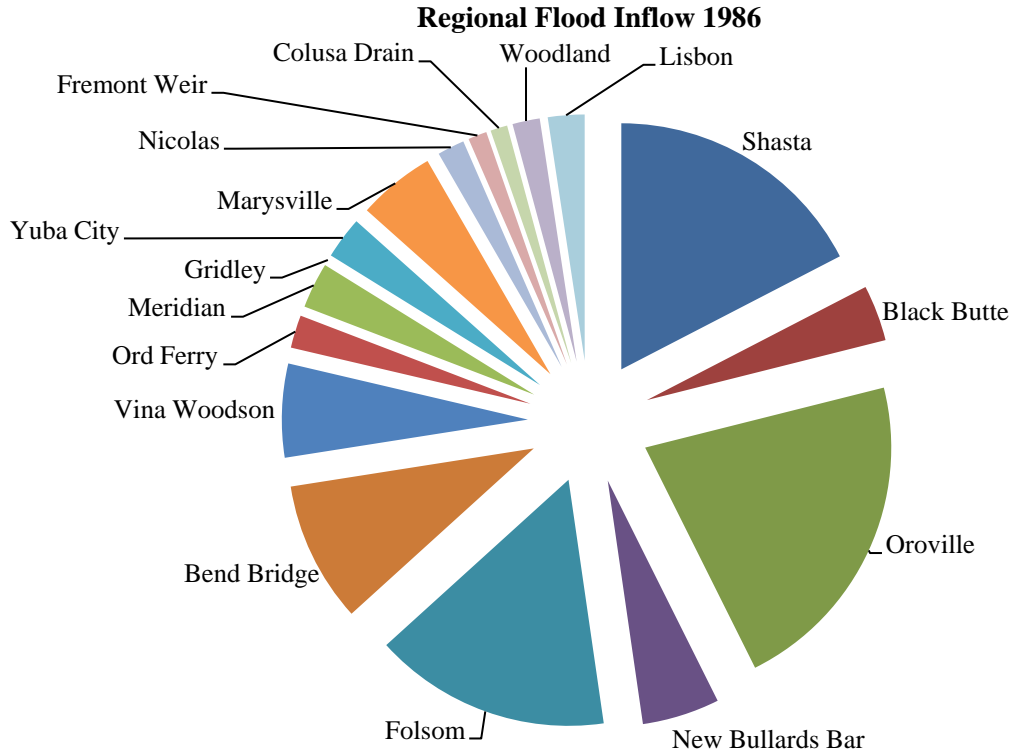 Regional Flood Inflow 1986
Colusa Drain
Woodland
Lisbon
Fremont Weir
Nicolas
Shasta
Marysville
Yuba City
Gridley
Meridian
Black Butte
Ord Ferry
Vina Woodson
Oroville
Bend Bridge
Folsom
New Bullards Bar